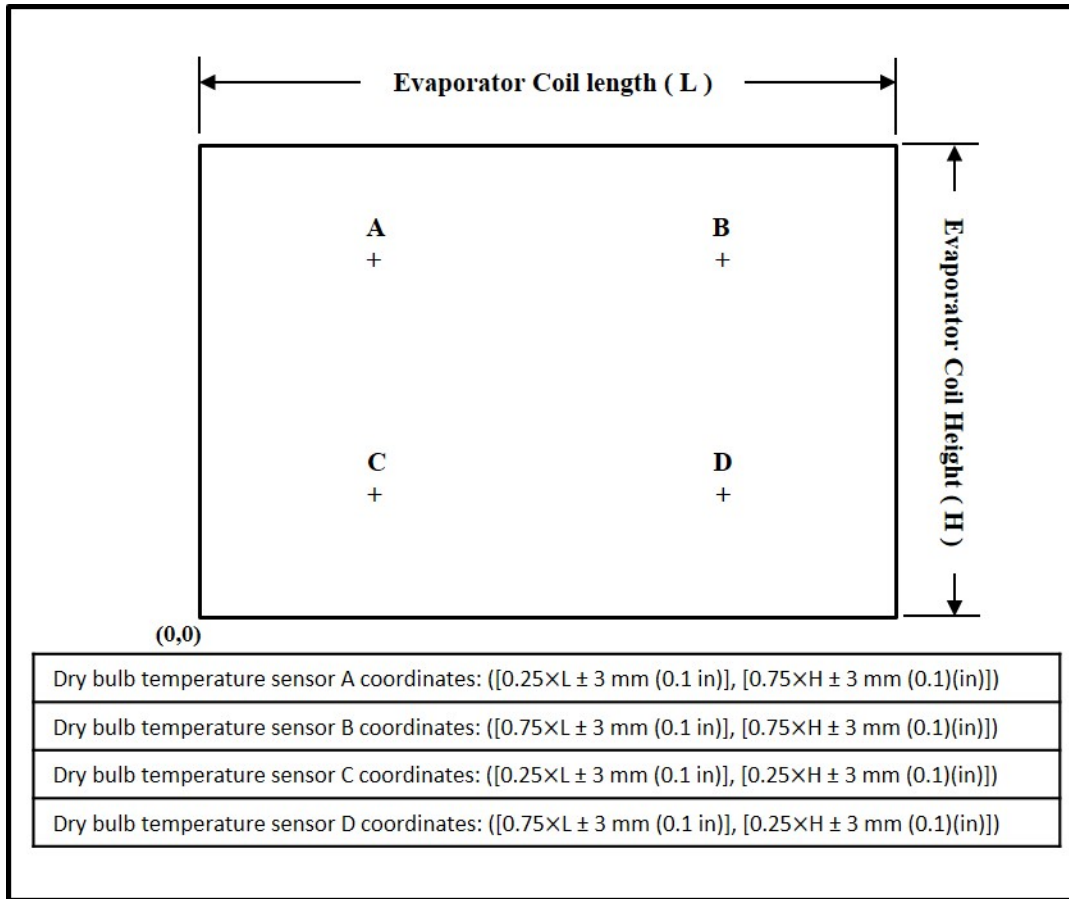 Evaporator Coil length ( L )
A
B
Evaporator Coil Height ( H )
C
D
(0,0)
Dry bulb temperature sensor A coordinates: ([0.25×L ± 3 mm (0.1 in)], [0.75×H ± 3 mm (0.1)(in)])
Dry bulb temperature sensor B coordinates: ([0.75×L ± 3 mm (0.1 in)], [0.75×H ± 3 mm (0.1)(in)])
Dry bulb temperature sensor C coordinates: ([0.25×L ± 3 mm (0.1 in)], [0.25×H ± 3 mm (0.1)(in)])
Dry bulb temperature sensor D coordinates: ([0.75×L ± 3 mm (0.1 in)], [0.25×H ± 3 mm (0.1)(in)])